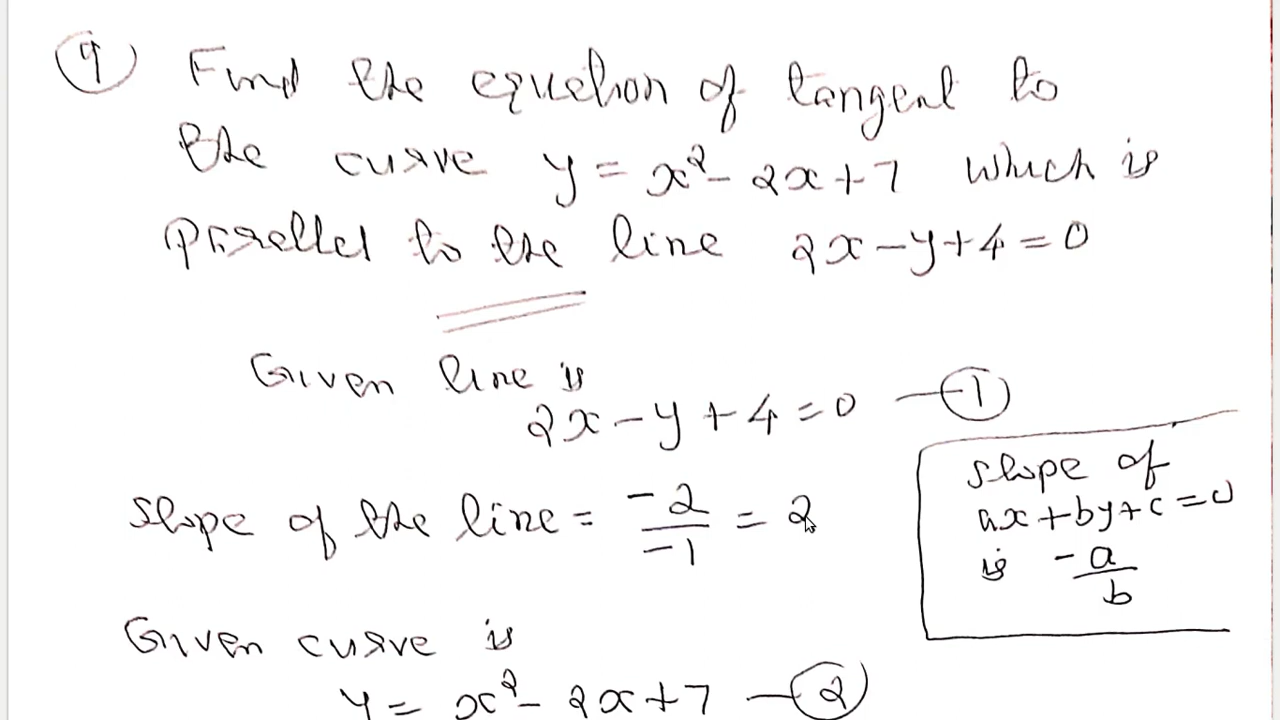 9 Find the equation of tangent to
the curve y = x² - 2x + 7 which is
parallel to the line 2x - y + 4 = 0
Given line is
2x - y + 4 = 0 — 1
slope of the line = -2/-1 = 2
slope of
ax + by + c = 0
is -a/b
Given curve is
y = x² - 2x + 7 — 2